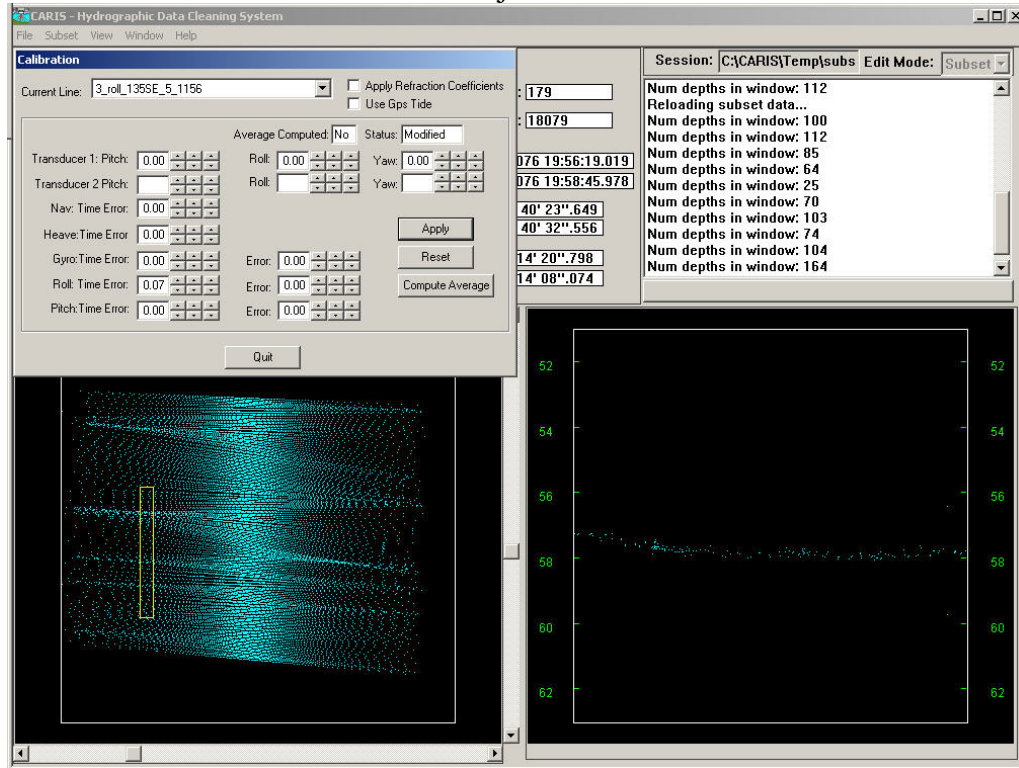 CARIS - Hydrographic Data Cleaning System
File Subset View Window Help
Calibration
Current Line: 3_roll_135SE_5_1156
Apply Refraction Coefficients
Use Gps Tide
Average Computed: No Status: Modified
Transducer 1: Pitch: 0.00 Roll: 0.00 Yaw: 0.00
Transducer 2 Pitch: Roll: Yaw:
Nav: Time Error: 0.00
Heave: Time Error 0.00
Apply
Gyro: Time Error: 0.00 Error: 0.00
Reset
Roll: Time Error: 0.07 Error: 0.00
Compute Average
Pitch: Time Error: 0.00 Error: 0.00
Quit
: 179
: 18079
076 19:56:19.019
076 19:58:45.978
40' 23".649
40' 32".556
14' 20".798
14' 08".074
Session: C:\CARIS\Temp\subs Edit Mode: Subset
Num depths in window: 112
Reloading subset data...
Num depths in window: 100
Num depths in window: 112
Num depths in window: 85
Num depths in window: 64
Num depths in window: 25
Num depths in window: 70
Num depths in window: 103
Num depths in window: 74
Num depths in window: 104
Num depths in window: 164
52 52
54 54
56 56
58 58
60 60
62 62